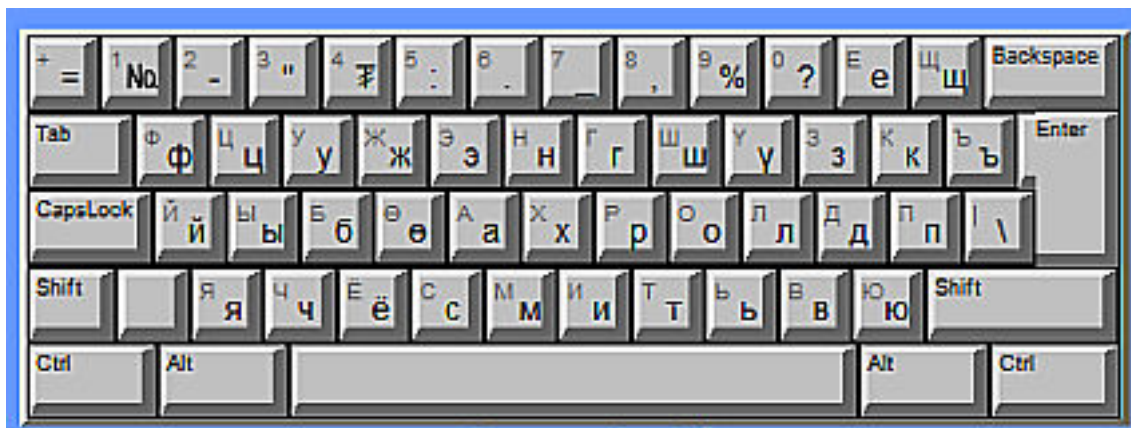 + = 1 № 2 - 3 " 4 ₮ 5 : 6 . 7 _ 8 , 9 % 0 ? Е е Щ щ Backspace
Tab Ф ф Ц ц У у Ж ж Э э Н н Г г Ш ш Ү ү З з К к Ъ ъ Enter
CapsLock Й й Ы ы Б б Ө ө А а Х х Р р О о Л л Д д П п | \
Shift Я я Ч ч Ё ё С с М м И и Т т Ь ь В в Ю ю Shift
Ctrl Alt Alt Ctrl